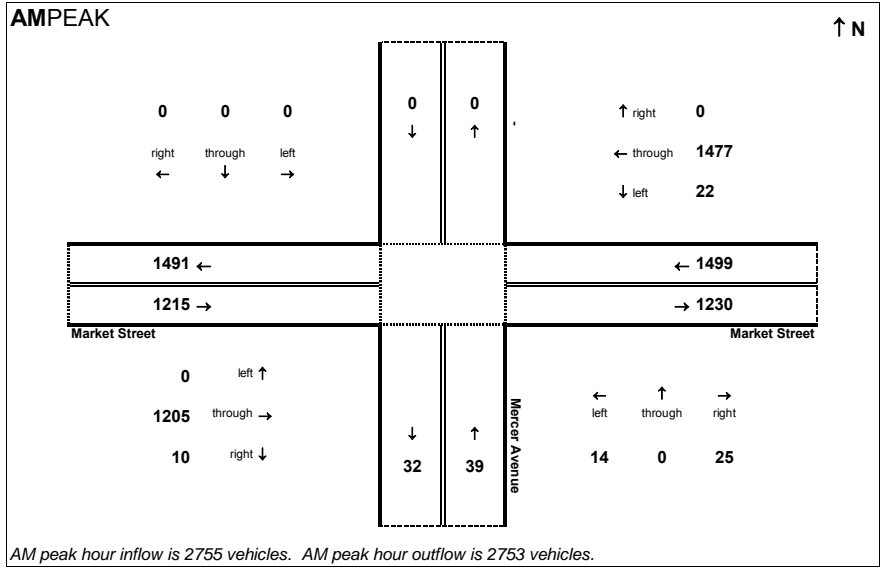 AMPEAK
↑ N
0 0 0
right through left
← ↓ →
0 0
↓ ↑
↑ right 0
← through 1477
↓ left 22
1491 ←
← 1499
1215 →
→ 1230
Market Street
Market Street
0 left ↑
1205 through →
10 right ↓
↓ ↑
32 39
Mercer Avenue
← ↑ →
left through right
14 0 25
AM peak hour inflow is 2755 vehicles. AM peak hour outflow is 2753 vehicles.